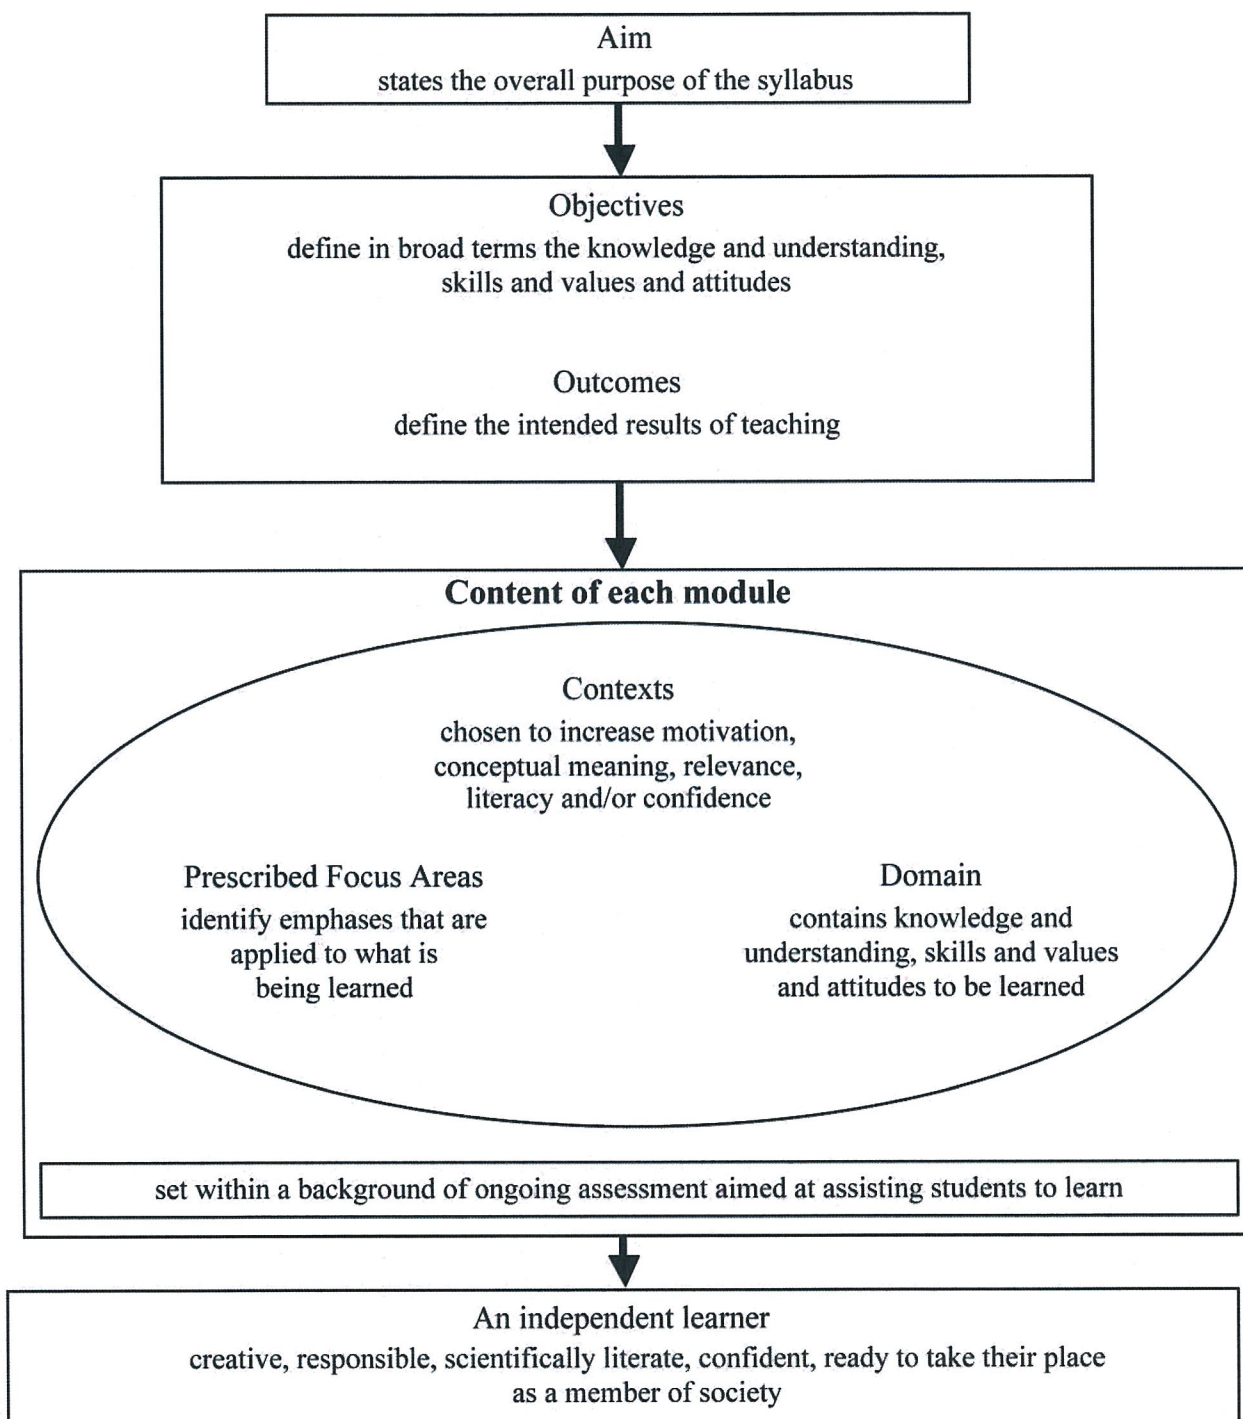 Aim
states the overall purpose of the syllabus
Objectives
define in broad terms the knowledge and understanding,
skills and values and attitudes
Outcomes
define the intended results of teaching
Content of each module
Contexts
chosen to increase motivation,
conceptual meaning, relevance,
literacy and/or confidence
Prescribed Focus Areas
identify emphases that are
applied to what is
being learned
Domain
contains knowledge and
understanding, skills and values
and attitudes to be learned
set within a background of ongoing assessment aimed at assisting students to learn
An independent learner
creative, responsible, scientifically literate, confident, ready to take their place
as a member of society